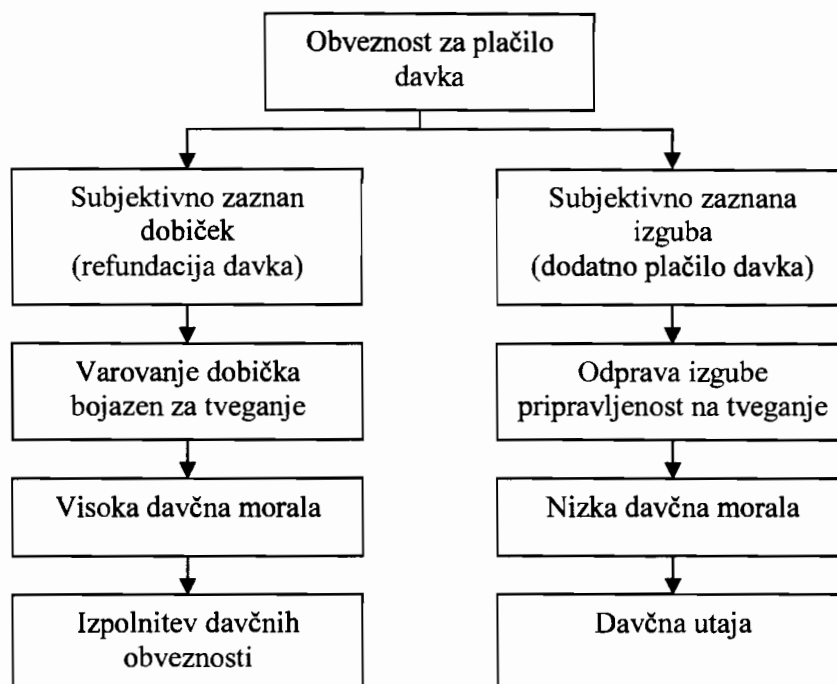 Obveznost za plačilo
davka
Subjektivno zaznan
dobiček
(refundacija davka)
Subjektivno zaznana
izguba
(dodatno plačilo davka)
Varovanje dobička
bojazen za tveganje
Odprava izgube
pripravljenost na tveganje
Visoka davčna morala
Nizka davčna morala
Izpolnitev davčnih
obveznosti
Davčna utaja